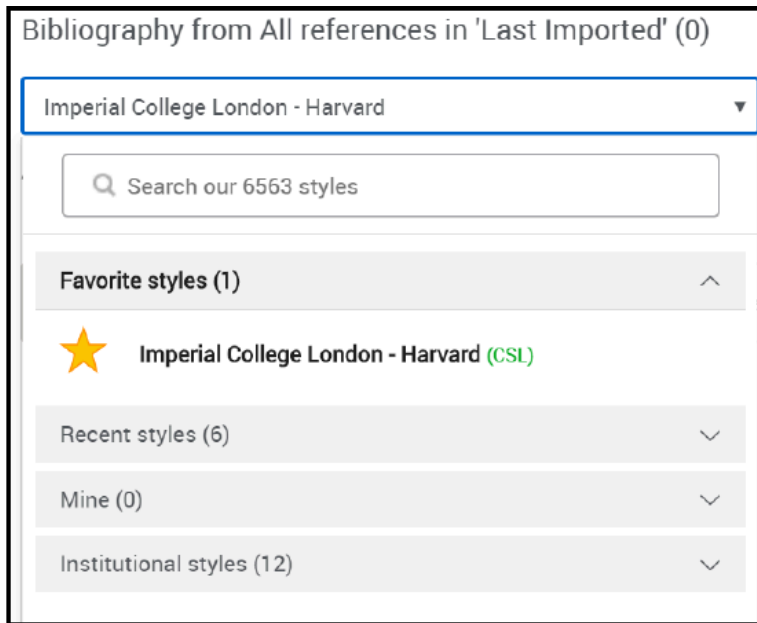 Bibliography from All references in 'Last Imported' (0)
Imperial College London - Harvard
Search our 6563 styles
Favorite styles (1)
Imperial College London - Harvard (CSL)
Recent styles (6)
Mine (0)
Institutional styles (12)